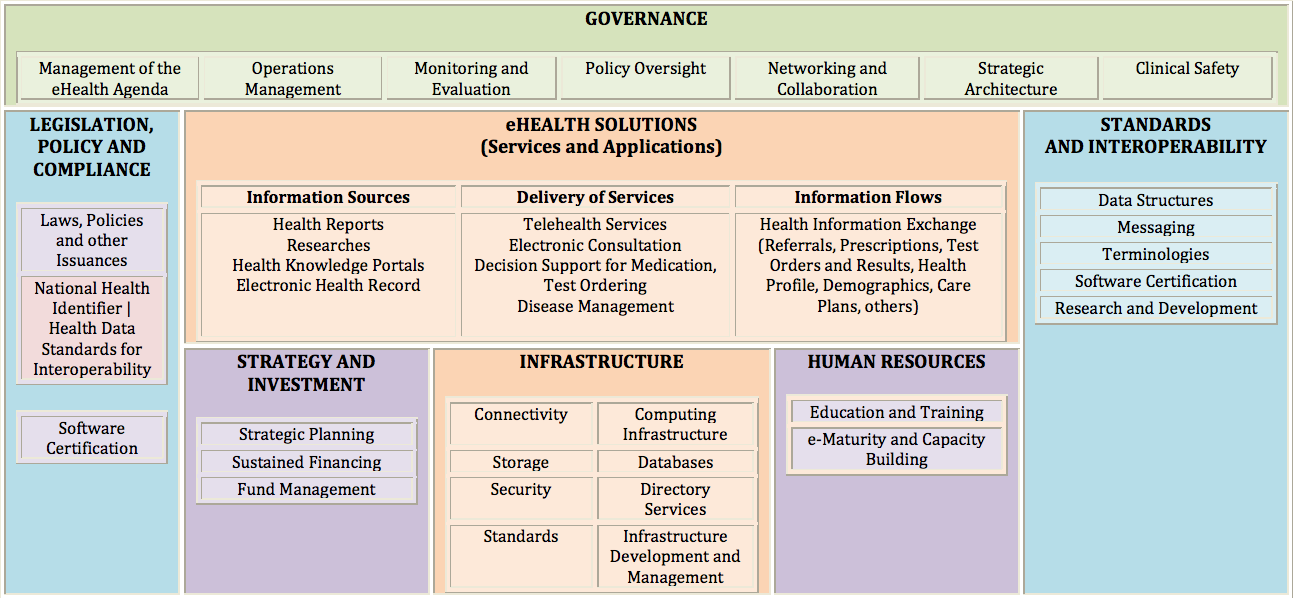 GOVERNANCE
Management of the
eHealth Agenda
Operations
Management
Monitoring and
Evaluation
Policy Oversight
Networking and
Collaboration
Strategic
Architecture
Clinical Safety
LEGISLATION,
POLICY AND
COMPLIANCE
Laws, Policies
and other
Issuances
National Health
Identifier |
Health Data
Standards for
Interoperability
Software
Certification
eHEALTH SOLUTIONS
(Services and Applications)
Information Sources
Health Reports
Researches
Health Knowledge Portals
Electronic Health Record
Delivery of Services
Telehealth Services
Electronic Consultation
Decision Support for Medication,
Test Ordering
Disease Management
Information Flows
Health Information Exchange
(Referrals, Prescriptions, Test
Orders and Results, Health
Profile, Demographics, Care
Plans, others)
STANDARDS
AND INTEROPERABILITY
Data Structures
Messaging
Terminologies
Software Certification
Research and Development
STRATEGY AND
INVESTMENT
Strategic Planning
Sustained Financing
Fund Management
INFRASTRUCTURE
Connectivity
Computing
Infrastructure
Storage
Databases
Security
Directory
Services
Standards
Infrastructure
Development and
Management
HUMAN RESOURCES
Education and Training
e-Maturity and Capacity
Building